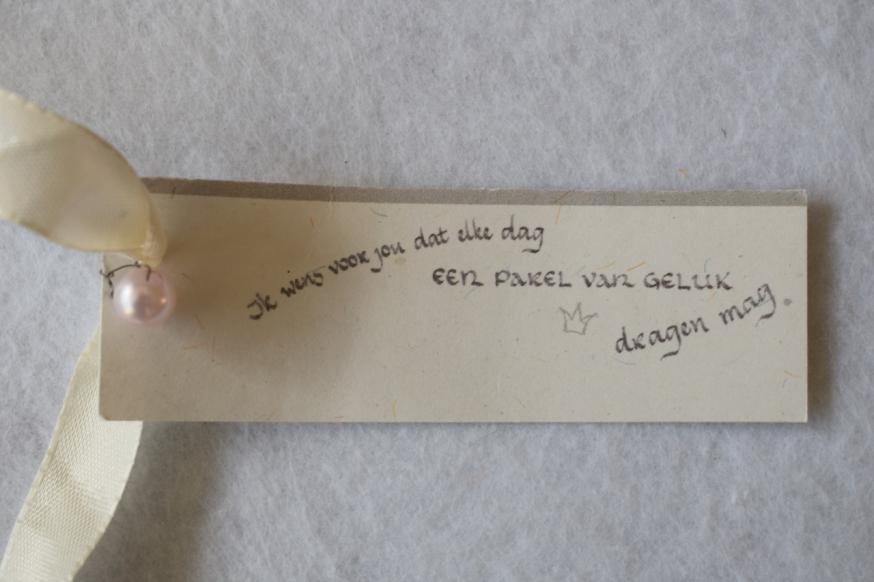 Ik wens voor jou dat elke dag
EEN PAREL VAN GELUK
dragen mag.